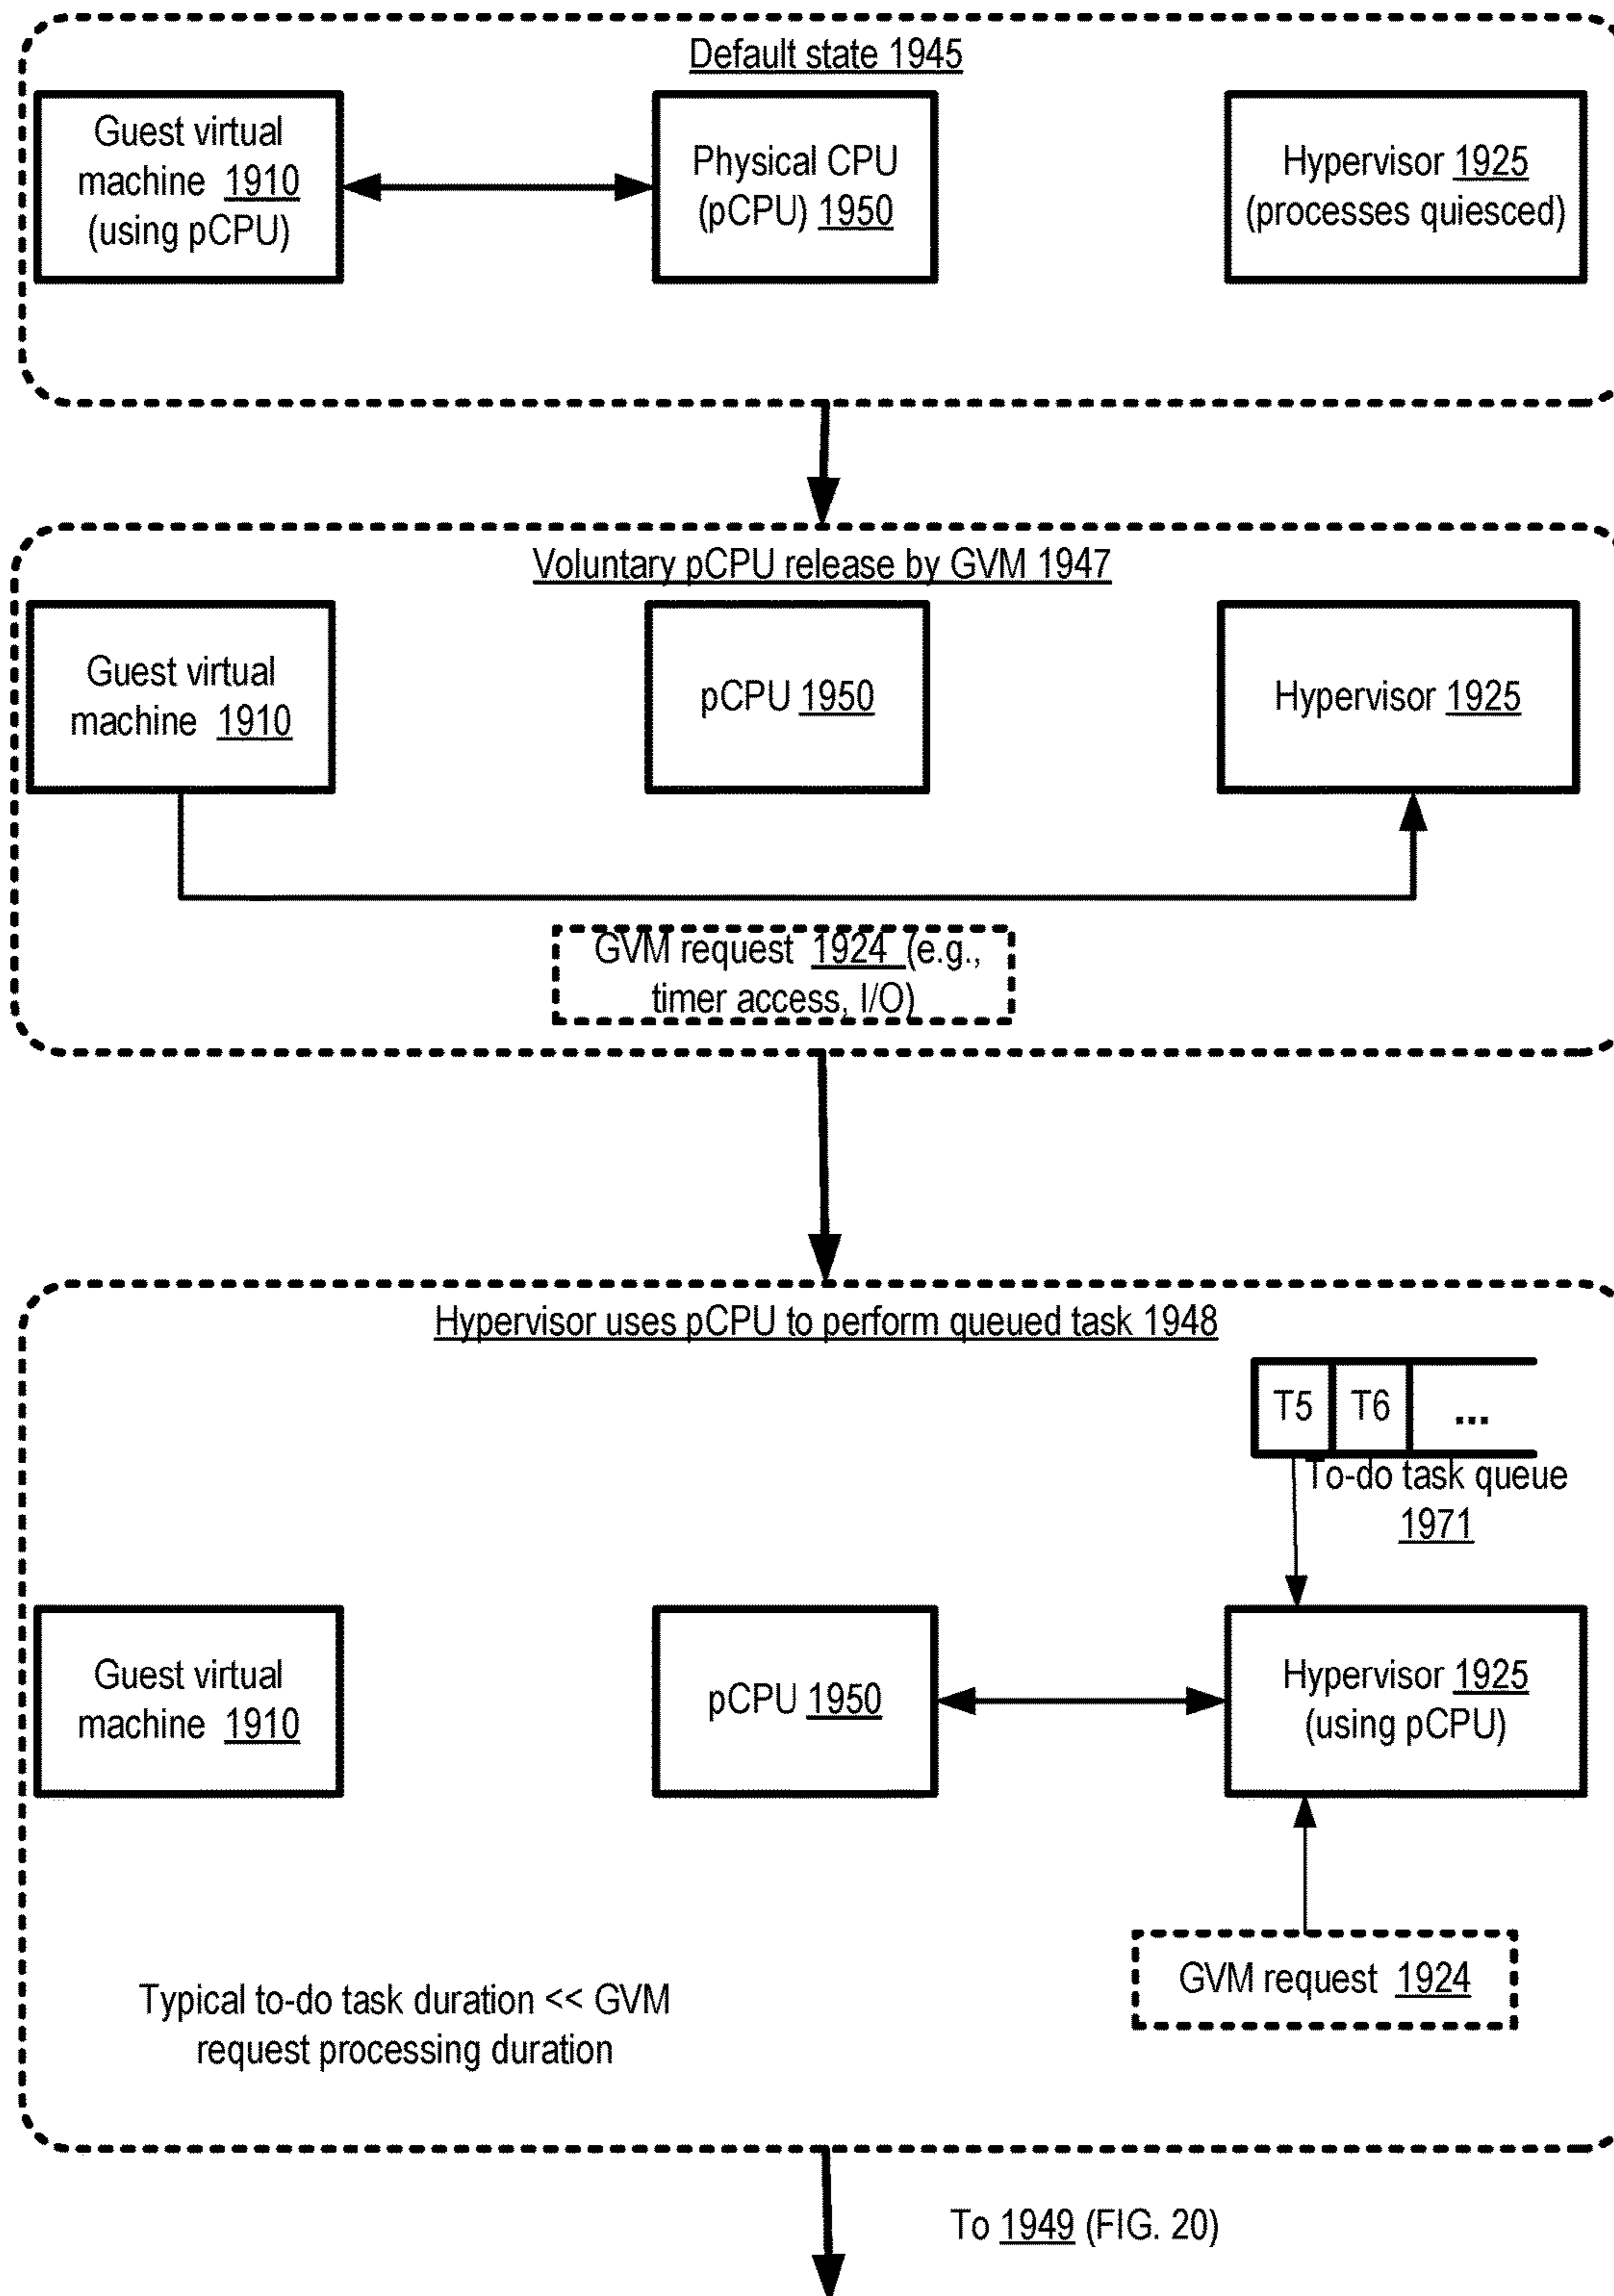 Default state 1945
Guest virtual
machine 1910
(using pCPU)
Physical CPU
(pCPU) 1950
Hypervisor 1925
(processes quiesced)
Voluntary pCPU release by GVM 1947
Guest virtual
machine 1910
pCPU 1950
Hypervisor 1925
GVM request 1924 (e.g.,
timer access, I/O)
Hypervisor uses pCPU to perform queued task 1948
T5 T6 ...
To-do task queue
1971
Guest virtual
machine 1910
pCPU 1950
Hypervisor 1925
(using pCPU)
GVM request 1924
Typical to-do task duration << GVM
request processing duration
To 1949 (FIG. 20)